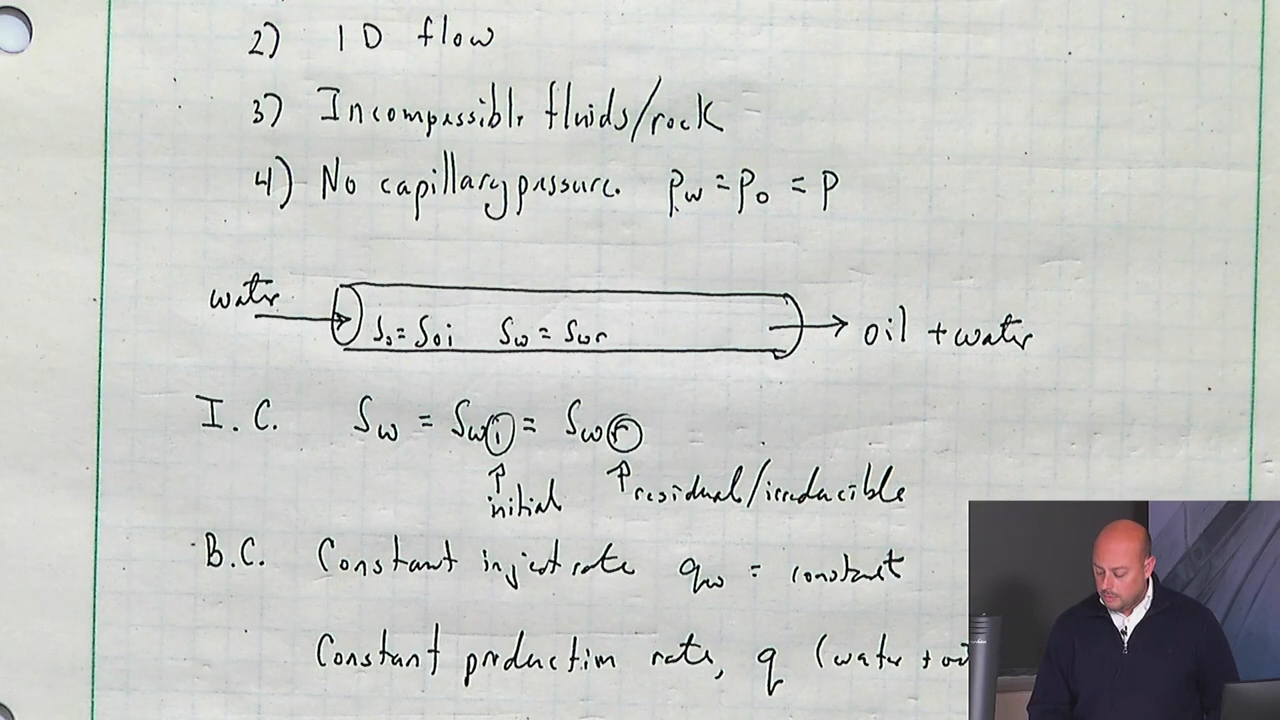 2) 1D flow
3) Incompressible fluids/rock
4) No capillary pressure. Pw = Po = P
water
So = Soi Sw = Swr
oil + water
I.C. Sw = Swi = Swr
initial
residual/irreducible
B.C. Constant inject rate qw = constant
Constant production rate, q (water +